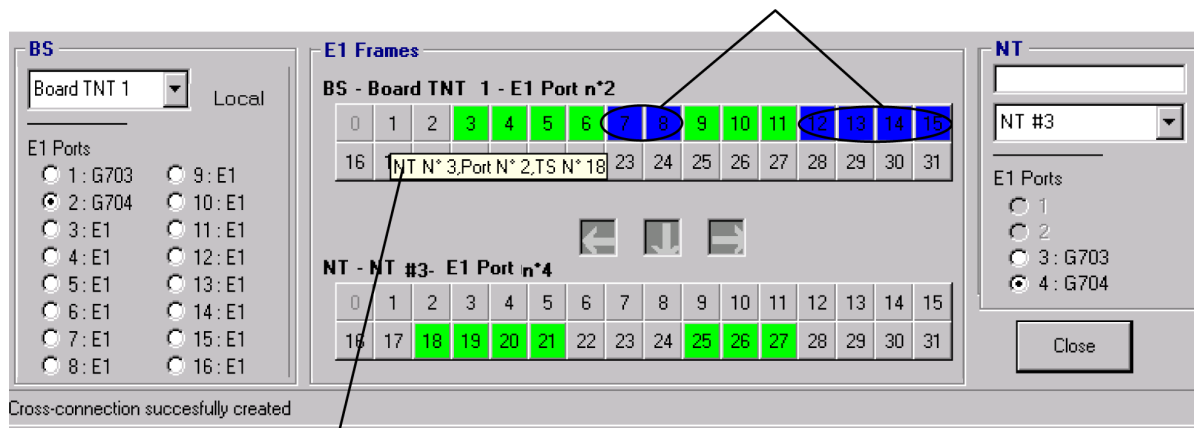 BS
Board TNT 1
Local
E1 Ports
1 : G703
9 : E1
2 : G704
10 : E1
3 : E1
11 : E1
4 : E1
12 : E1
5 : E1
13 : E1
6 : E1
14 : E1
7 : E1
15 : E1
8 : E1
16 : E1
E1 Frames
BS - Board TNT 1 - E1 Port n°2
0 1 2 3 4 5 6 7 8 9 10 11 12 13 14 15
16 23 24 25 26 27 28 29 30 31
NT N° 3,Port N° 2,TS N° 18
NT - NT #3- E1 Port n°4
0 1 2 3 4 5 6 7 8 9 10 11 12 13 14 15
16 17 18 19 20 21 22 23 24 25 26 27 28 29 30 31
NT
NT #3
E1 Ports
1
2
3 : G703
4 : G704
Close
Cross-connection succesfully created